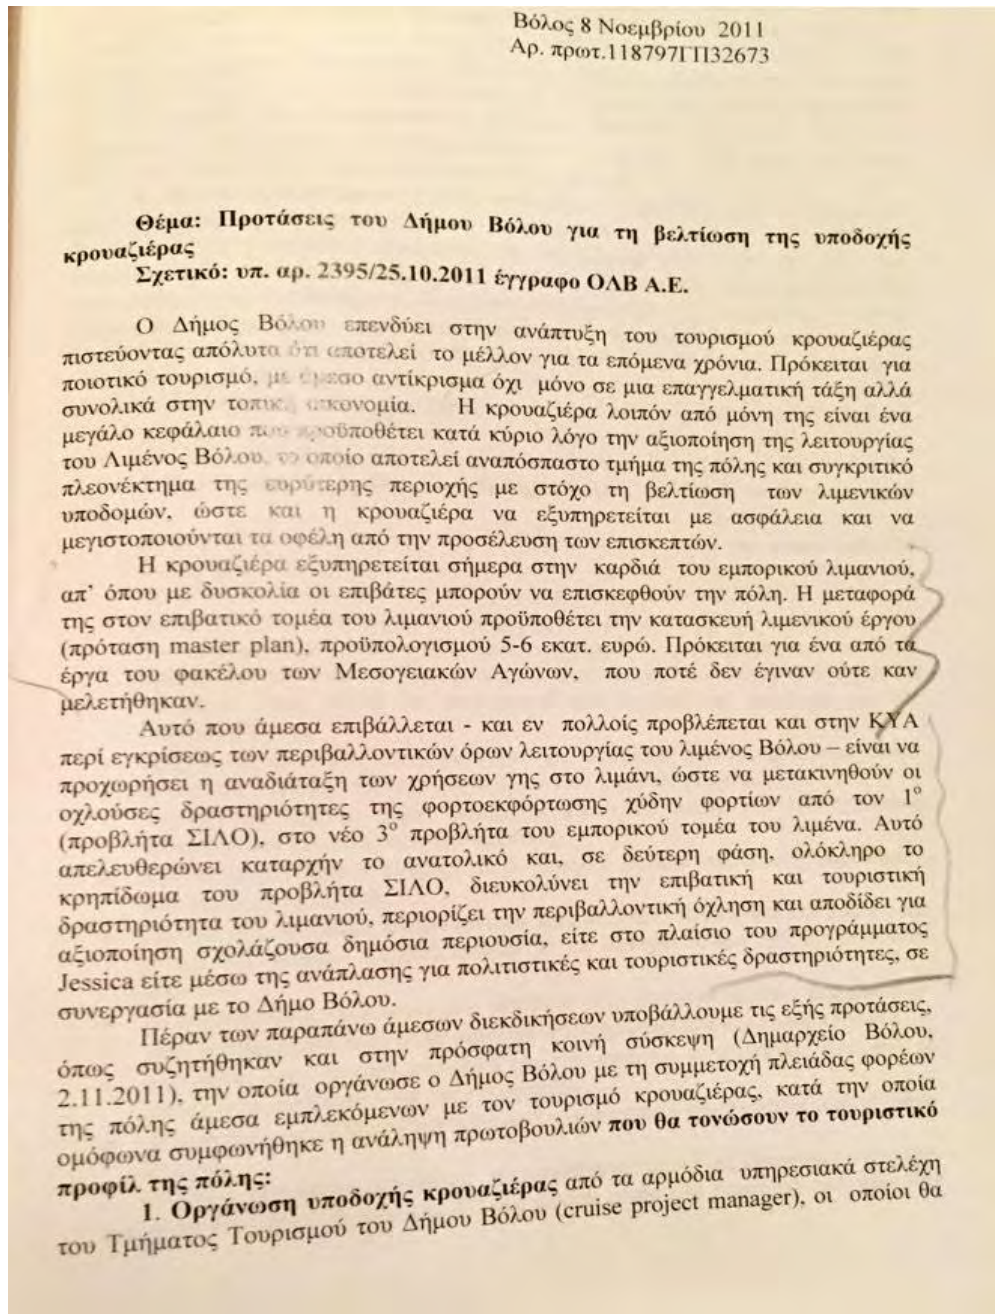 Βόλος 8 Νοεμβρίου 2011
Αρ. πρωτ.118797ΓΠ32673
Θέμα: Προτάσεις του Δήμου Βόλου για τη βελτίωση της υποδοχής
κρουαζιέρας
Σχετικό: υπ. αρ. 2395/25.10.2011 έγγραφο ΟΛΒ Α.Ε.
Ο Δήμος Βόλου επενδύει στην ανάπτυξη του τουρισμού κρουαζιέρας
πιστεύοντας απόλυτα ότι αποτελεί το μέλλον για τα επόμενα χρόνια. Πρόκειται για
ποιοτικό τουρισμό, με άμεσο αντίκρισμα όχι μόνο σε μια επαγγελματική τάξη αλλά
συνολικά στην τοπική οικονομία. Η κρουαζιέρα λοιπόν από μόνη της είναι ένα
μεγάλο κεφάλαιο που προϋποθέτει κατά κύριο λόγο την αξιοποίηση της λειτουργίας
του Λιμένος Βόλου, το οποίο αποτελεί αναπόσπαστο τμήμα της πόλης και συγκριτικό
πλεονέκτημα της ευρύτερης περιοχής με στόχο τη βελτίωση των λιμενικών
υποδομών, ώστε και η κρουαζιέρα να εξυπηρετείται με ασφάλεια και να
μεγιστοποιούνται τα οφέλη από την προσέλευση των επισκεπτών.
Η κρουαζιέρα εξυπηρετείται σήμερα στην καρδιά του εμπορικού λιμανιού,
απ' όπου με δυσκολία οι επιβάτες μπορούν να επισκεφθούν την πόλη. Η μεταφορά
της στον επιβατικό τομέα του λιμανιού προϋποθέτει την κατασκευή λιμενικού έργου
(πρόταση master plan), προϋπολογισμού 5-6 εκατ. ευρώ. Πρόκειται για ένα από τα
έργα του φακέλου των Μεσογειακών Αγώνων, που ποτέ δεν έγιναν ούτε καν
μελετήθηκαν.
Αυτό που άμεσα επιβάλλεται - και εν πολλοίς προβλέπεται και στην ΚΥΑ
περί εγκρίσεως των περιβαλλοντικών όρων λειτουργίας του λιμένος Βόλου – είναι να
προχωρήσει η αναδιάταξη των χρήσεων γης στο λιμάνι, ώστε να μετακινηθούν οι
οχλούσες δραστηριότητες της φορτοεκφόρτωσης χύδην φορτίων από τον 1º
(προβλήτα ΣΙΛΟ), στο νέο 3º προβλήτα του εμπορικού τομέα του λιμένα. Αυτό
απελευθερώνει καταρχήν το ανατολικό και, σε δεύτερη φάση, ολόκληρο το
κρηπίδωμα του προβλήτα ΣΙΛΟ, διευκολύνει την επιβατική και τουριστική
δραστηριότητα του λιμανιού, περιορίζει την περιβαλλοντική όχληση και αποδίδει για
αξιοποίηση σχολάζουσα δημόσια περιουσία, είτε στο πλαίσιο του προγράμματος
Jessica είτε μέσω της ανάπλασης για πολιτιστικές και τουριστικές δραστηριότητες, σε
συνεργασία με το Δήμο Βόλου.
Πέραν των παραπάνω άμεσων διεκδικήσεων υποβάλλουμε τις εξής προτάσεις,
όπως συζητήθηκαν και στην πρόσφατη κοινή σύσκεψη (Δημαρχείο Βόλου,
2.11.2011), την οποία οργάνωσε ο Δήμος Βόλου με τη συμμετοχή πλειάδας φορέων
της πόλης άμεσα εμπλεκόμενων με τον τουρισμό κρουαζιέρας, κατά την οποία
ομόφωνα συμφωνήθηκε η ανάληψη πρωτοβουλιών που θα τονώσουν το τουριστικό
προφίλ της πόλης:
1. Οργάνωση υποδοχής κρουαζιέρας από τα αρμόδια υπηρεσιακά στελέχη
του Τμήματος Τουρισμού του Δήμου Βόλου (cruise project manager), οι οποίοι θα